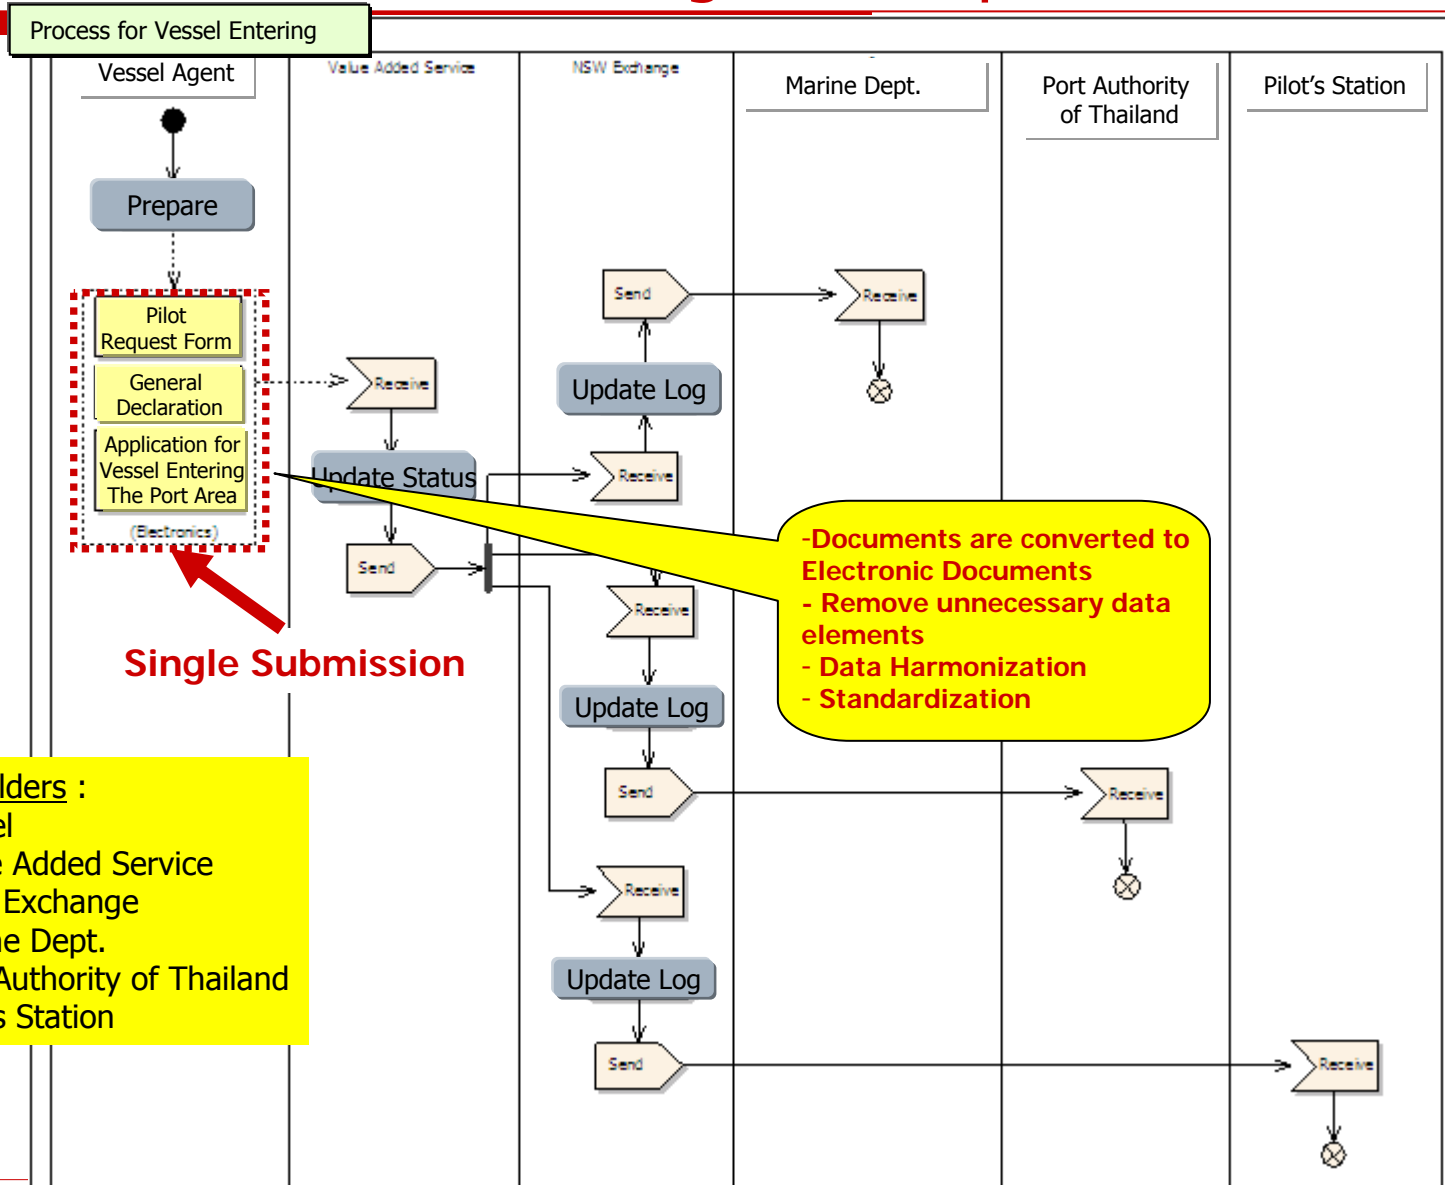 Process for Vessel Entering
Vessel Agent
Value Added Service
NSW Exchange
Marine Dept.
Port Authority
of Thailand
Pilot's Station
Prepare
Pilot
Request Form
General
Declaration
Application for
Vessel Entering
The Port Area
(Electronics)
Single Submission
Receive
Update Status
Send
Send
Update Log
Receive
Receive
Update Log
Send
Receive
Update Log
Send
Receive
Receive
Receive
-Documents are converted to
Electronic Documents
- Remove unnecessary data
elements
- Data Harmonization
- Standardization
lders :
el
e Added Service
Exchange
ne Dept.
Authority of Thailand
s Station